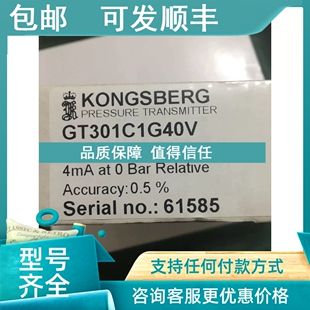 包邮
可发顺丰
KONGSBERG
PRESSURE TRANSMITTER
GT301C1G40V
品质保障 值得信任
4mA at 0 Bar Relative
Accuracy: 0.5 %
Serial no.: 61585
型号
齐全
支持任何付款方式
咨询客服更优惠价格